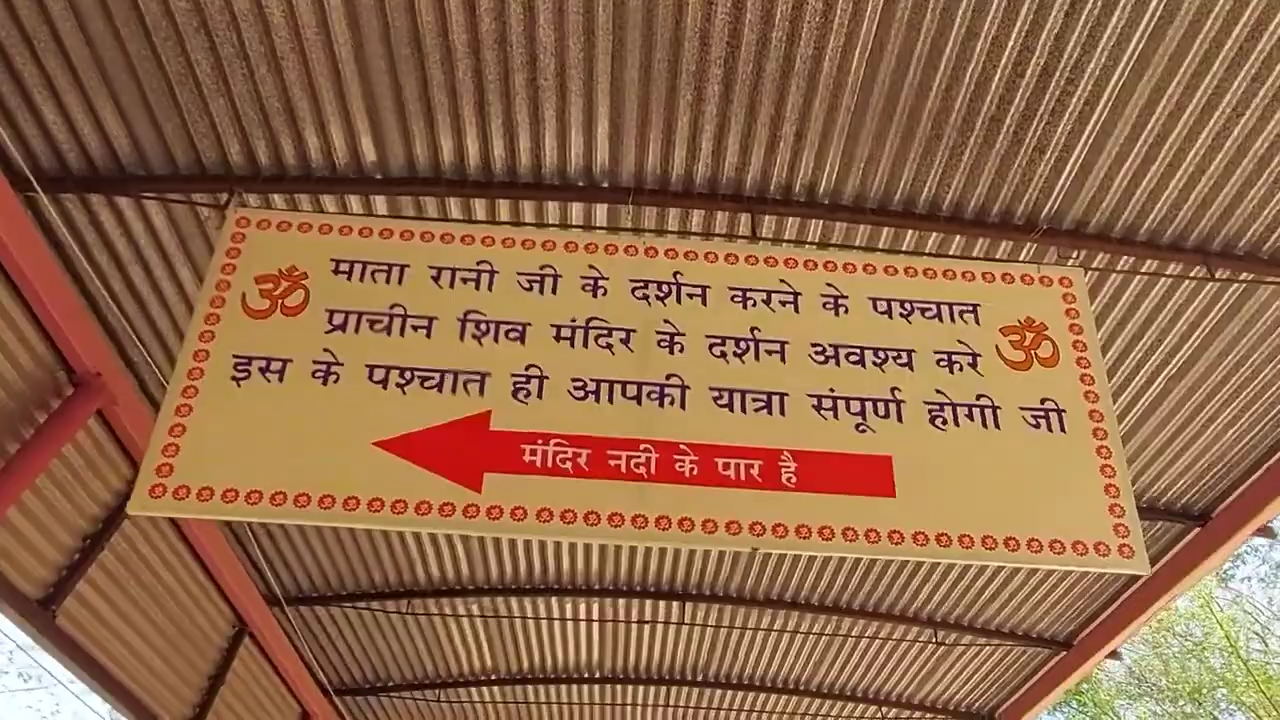 ॐ माता रानी जी के दर्शन करने के पश्चात
प्राचीन शिव मंदिर के दर्शन अवश्य करे ॐ
इस के पश्चात ही आपकी यात्रा संपूर्ण होगी जी
मंदिर नदी के पार है